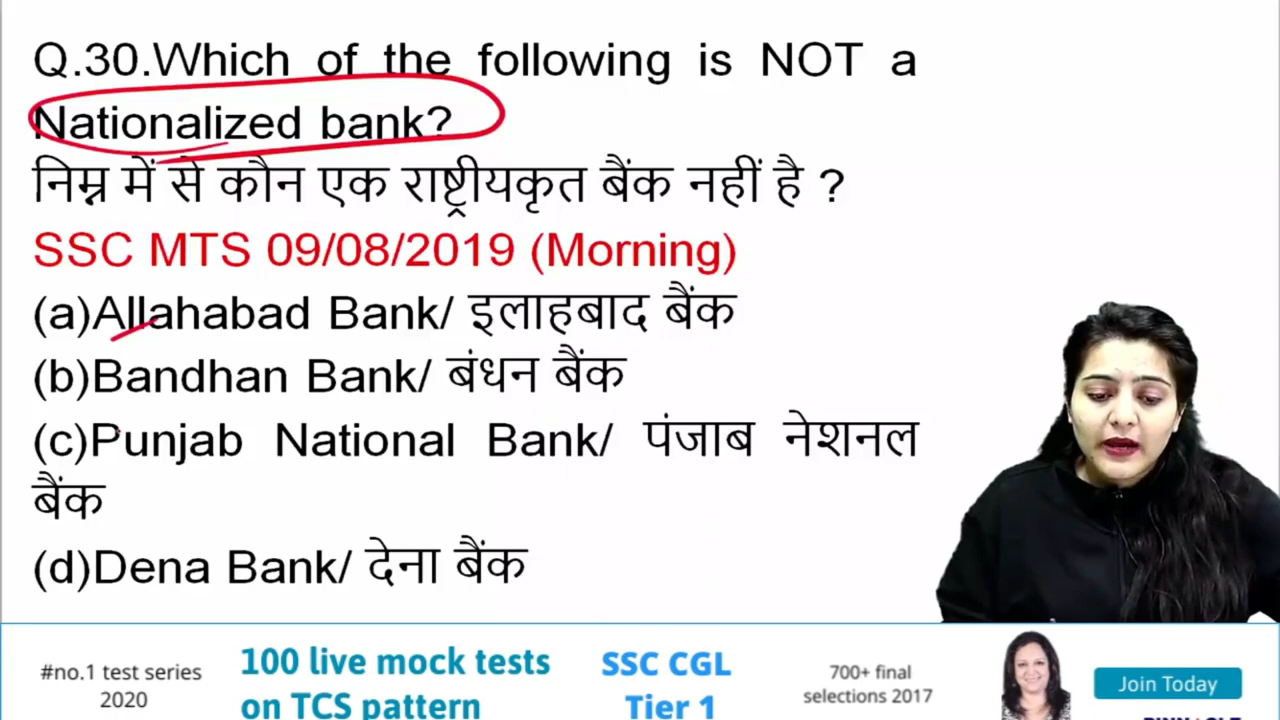 Q.30.Which of the following is NOT a
Nationalized bank?
निम्न में से कौन एक राष्ट्रीयकृत बैंक नहीं है ?
SSC MTS 09/08/2019 (Morning)
(a)Allahabad Bank/ इलाहबाद बैंक
(b)Bandhan Bank/ बंधन बैंक
(c)Punjab National Bank/ पंजाब नेशनल
बैंक
(d)Dena Bank/ देना बैंक
#no.1 test series
2020
100 live mock tests
on TCS pattern
SSC CGL
Tier 1
700+ final
selections 2017
Join Today